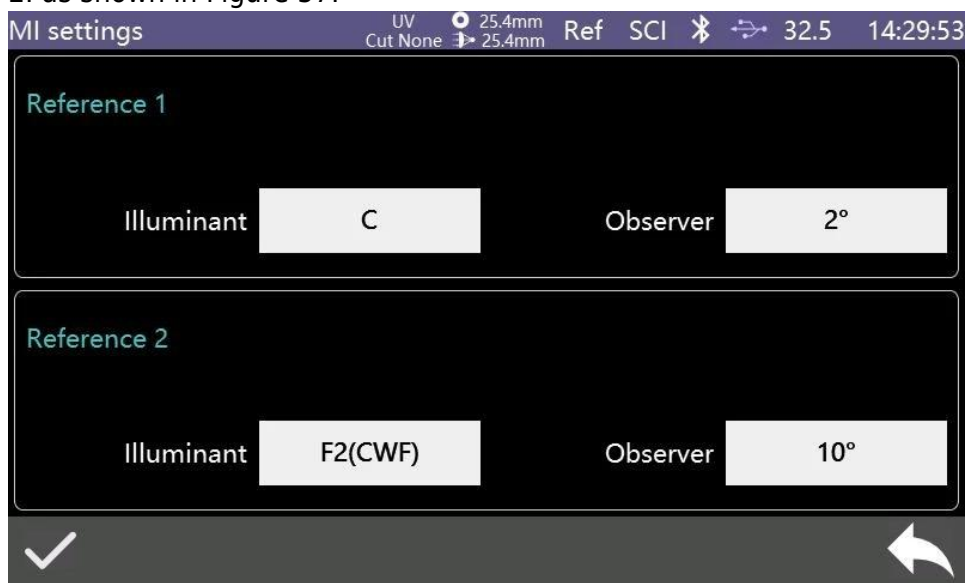 MI settings UV 25.4mm Ref SCI 32.5 14:29:53
Cut None 25.4mm
Reference 1
Illuminant C Observer 2°
Reference 2
Illuminant F2(CWF) Observer 10°